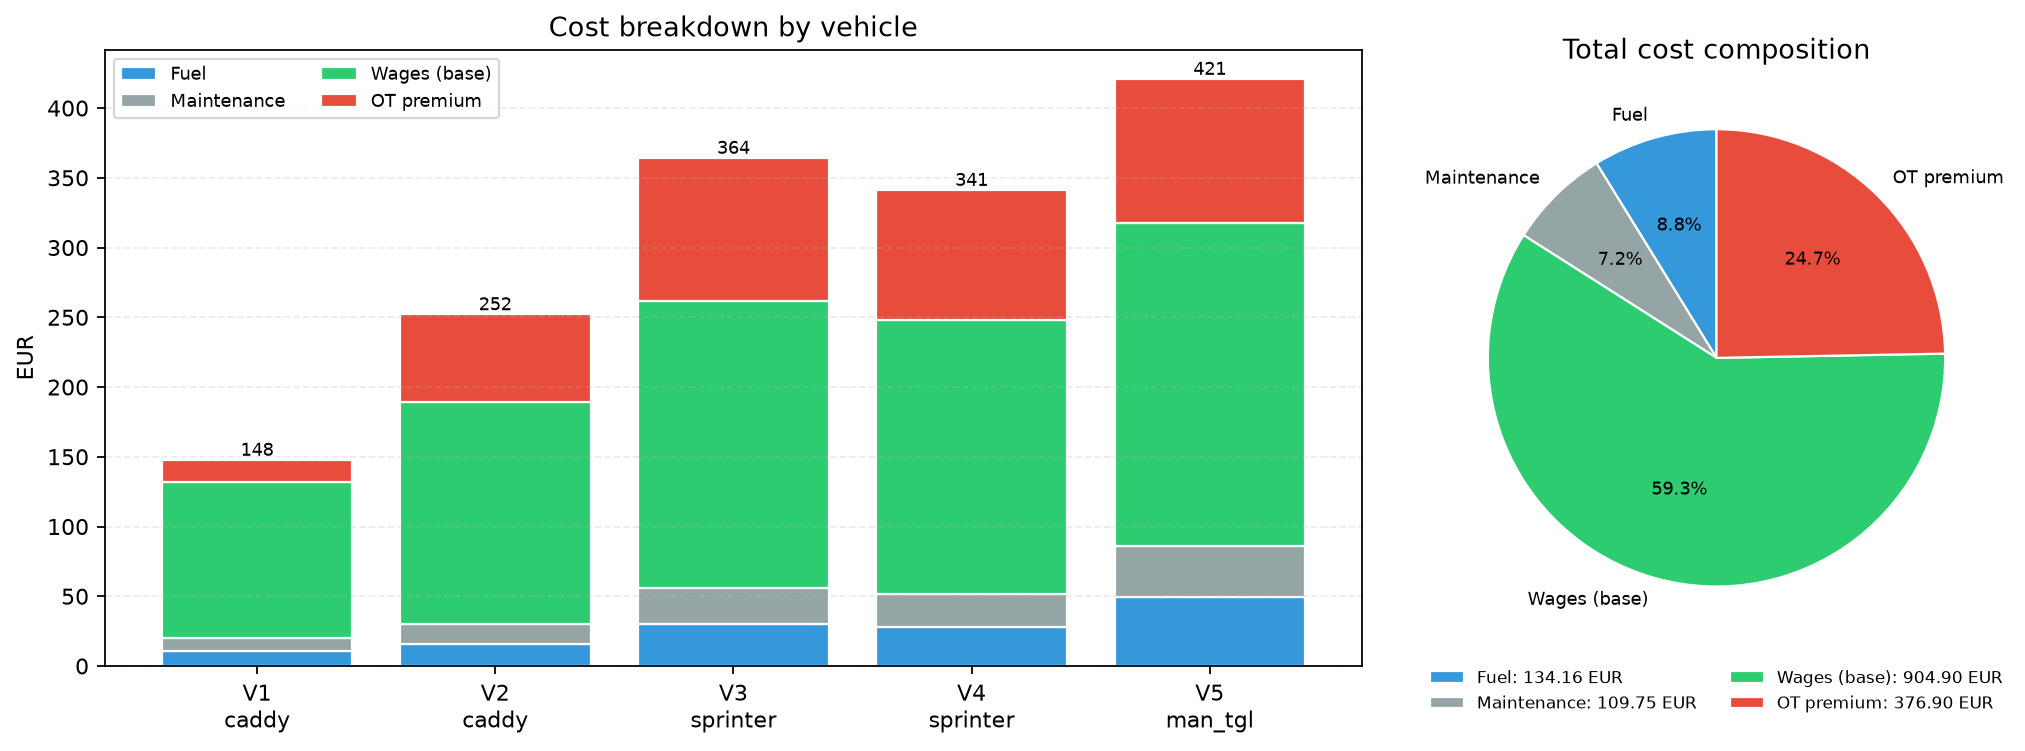 Cost breakdown by vehicle
Fuel
Maintenance
Wages (base)
OT premium
EUR
400
350
300
250
200
150
100
50
0
148
252
364
341
421
V1
caddy
V2
caddy
V3
sprinter
V4
sprinter
V5
man_tgl
Total cost composition
Fuel
Maintenance
OT premium
Wages (base)
8.8%
7.2%
24.7%
59.3%
Fuel: 134.16 EUR
Maintenance: 109.75 EUR
Wages (base): 904.90 EUR
OT premium: 376.90 EUR